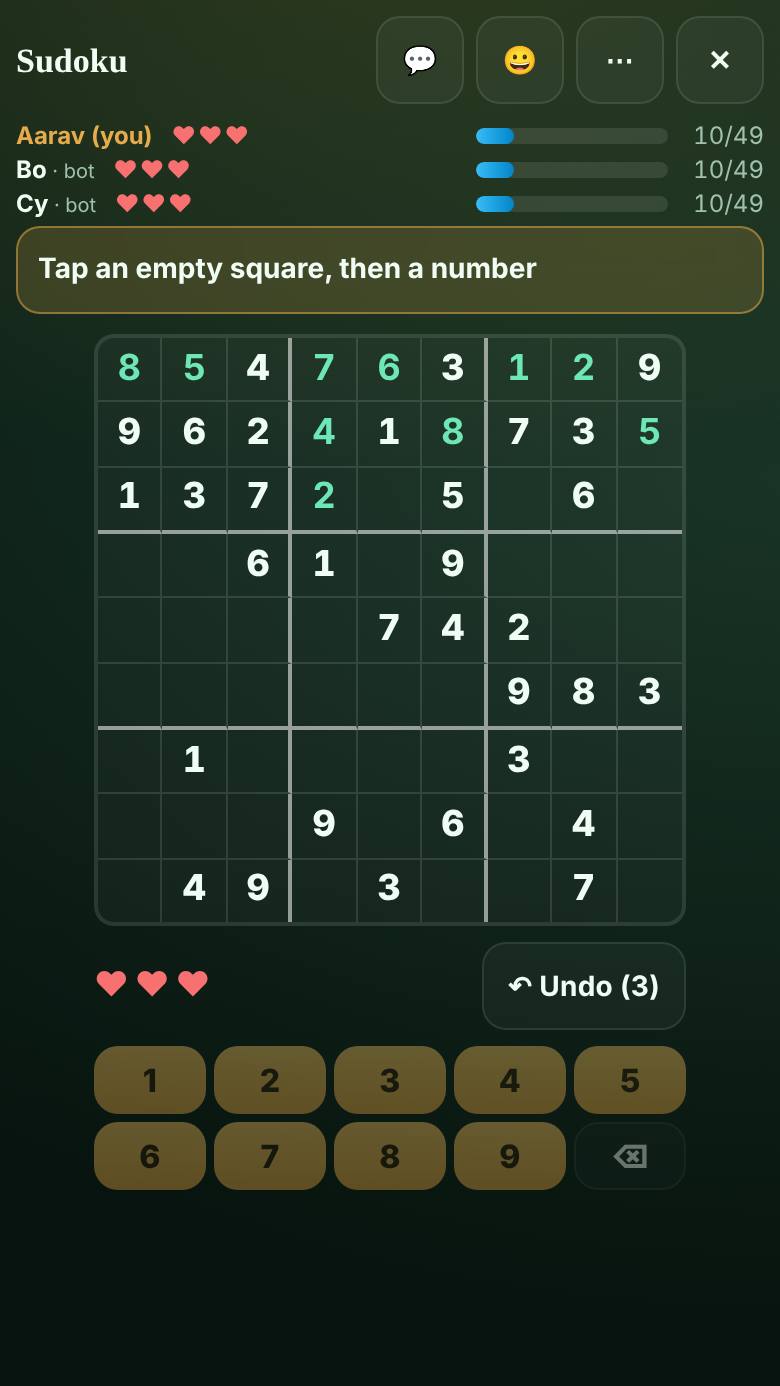 Sudoku 💬 😀 ⋯ ✕
Aarav (you) ♥♥♥ 10/49
Bo · bot ♥♥♥ 10/49
Cy · bot ♥♥♥ 10/49
Tap an empty square, then a number
8 5 4 7 6 3 1 2 9
9 6 2 4 1 8 7 3 5
1 3 7 2 5 6
6 1 9
7 4 2
9 8 3
1 3
9 6 4
4 9 3 7
♥♥♥ ↶ Undo (3)
1 2 3 4 5
6 7 8 9 ⌫